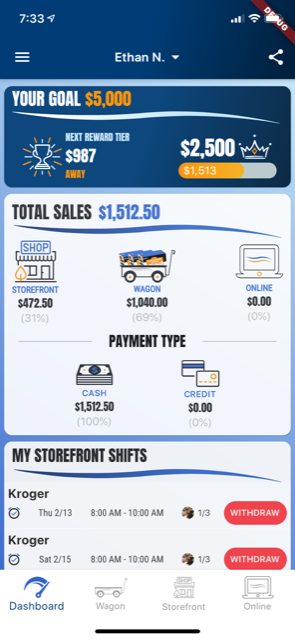 DEBUG
7:33
Ethan N.
YOUR GOAL $5,000
NEXT REWARD TIER
$987
AWAY
$2,500
$1,513
TOTAL SALES $1,512.50
SHOP
STOREFRONT
$472.50
(31%)
WAGON
$1,040.00
(69%)
ONLINE
$0.00
(0%)
PAYMENT TYPE
CASH
$1,512.50
(100%)
CREDIT
$0.00
(0%)
MY STOREFRONT SHIFTS
Kroger
Thu 2/13 8:00 AM - 10:00 AM 1/3 WITHDRAW
Kroger
Sat 2/15 8:00 AM - 10:00 AM 1/3 WITHDRAW
Dashboard Wagon Storefront Online